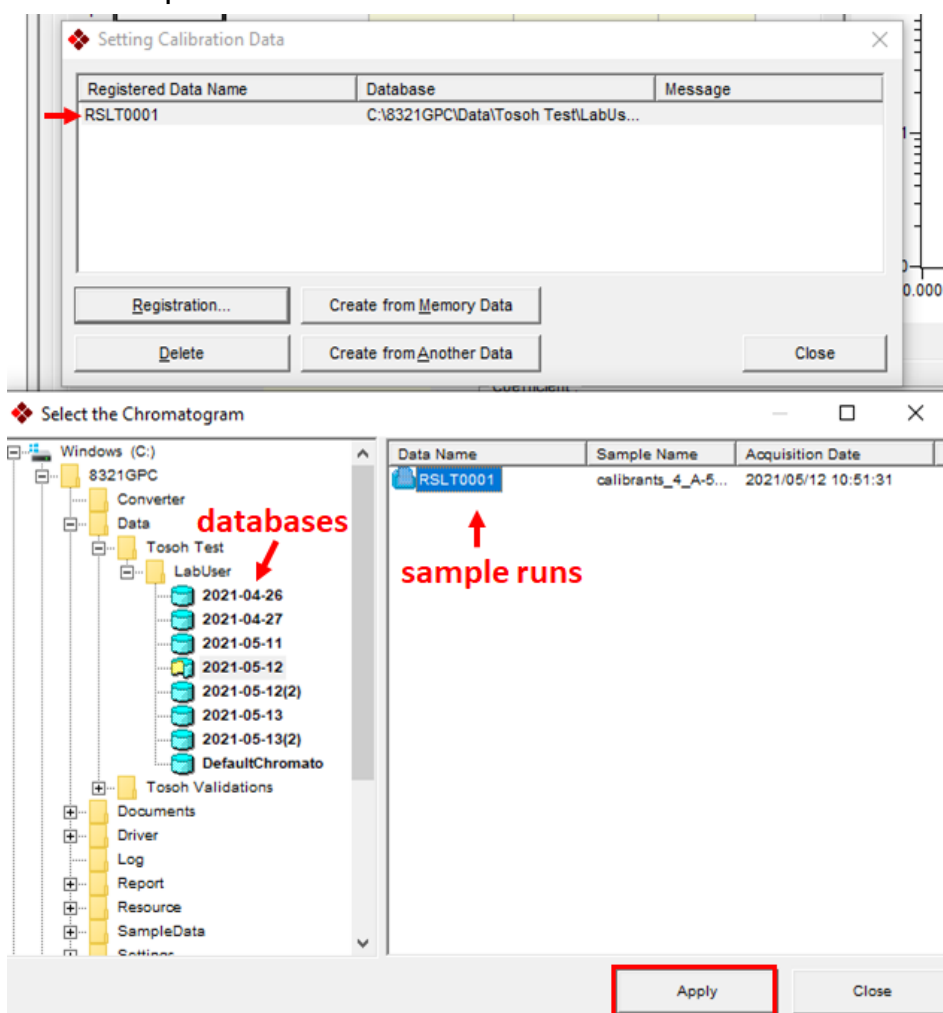 Setting Calibration Data
Registered Data Name Database Message
RSLT0001 C:\8321GPC\Data\Tosoh Test\LabUs...
1
0
0.000
Registration... Create from Memory Data
Delete Create from Another Data Close
Select the Chromatogram
Windows (C:)
8321GPC
Converter
Data
databases
Tosoh Test
LabUser
2021-04-26
2021-04-27
2021-05-11
2021-05-12
2021-05-12(2)
2021-05-13
2021-05-13(2)
DefaultChromato
Tosoh Validations
Documents
Driver
Log
Report
Resource
SampleData
Settings
Data Name Sample Name Acquisition Date
RSLT0001 calibrants_4_A-5... 2021/05/12 10:51:31
sample runs
Apply Close